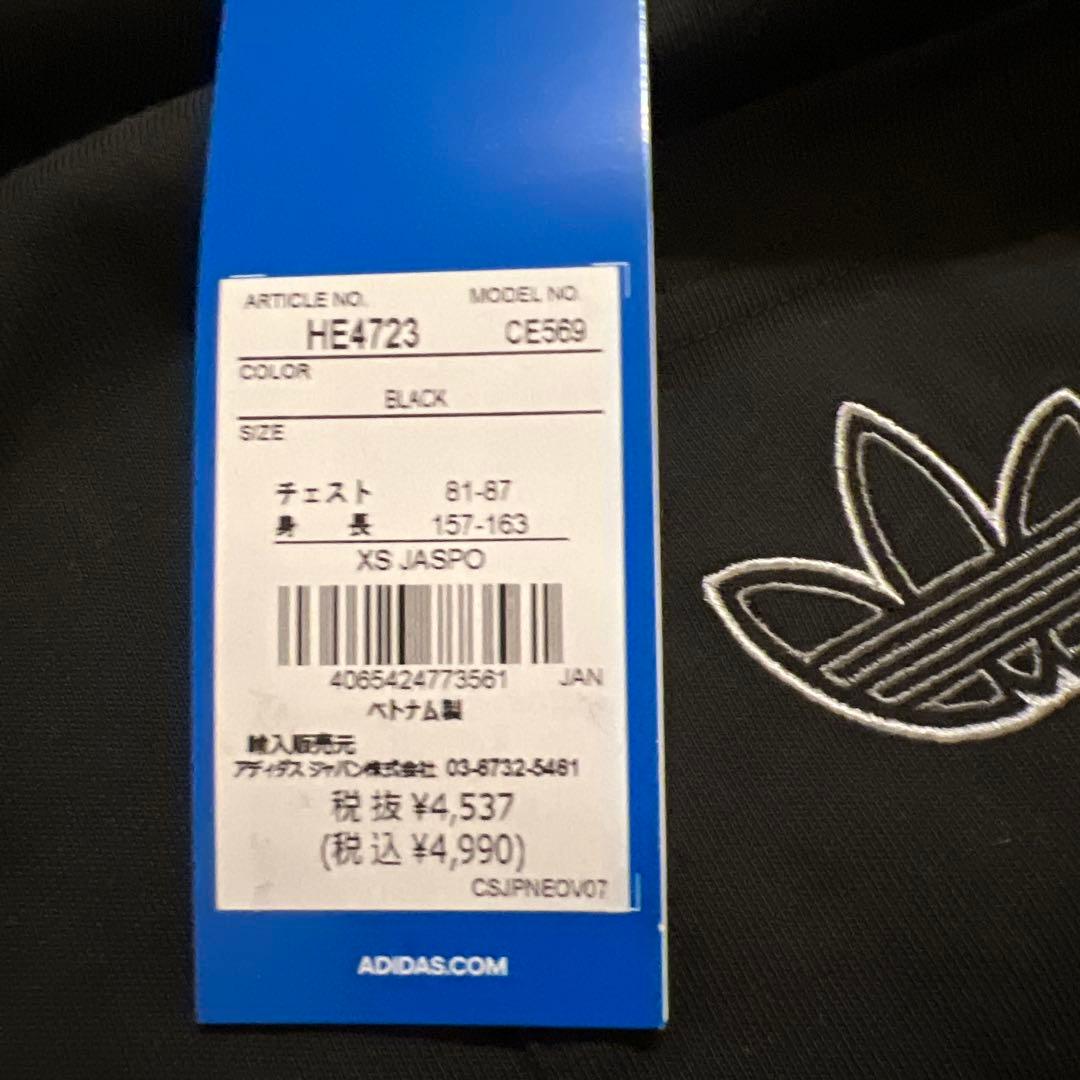 ARTICLE NO. MODEL NO.
HE4723 CE569
COLOR
BLACK
SIZE
チェスト 81-87
身長 157-163
XS JASPO
4065424773561 JAN
ベトナム製
輸入販売元
アディダス ジャパン株式会社 03-6732-5461
税抜 ¥4,537
(税込 ¥4,990)
CSJPNEOV07
ADIDAS.COM